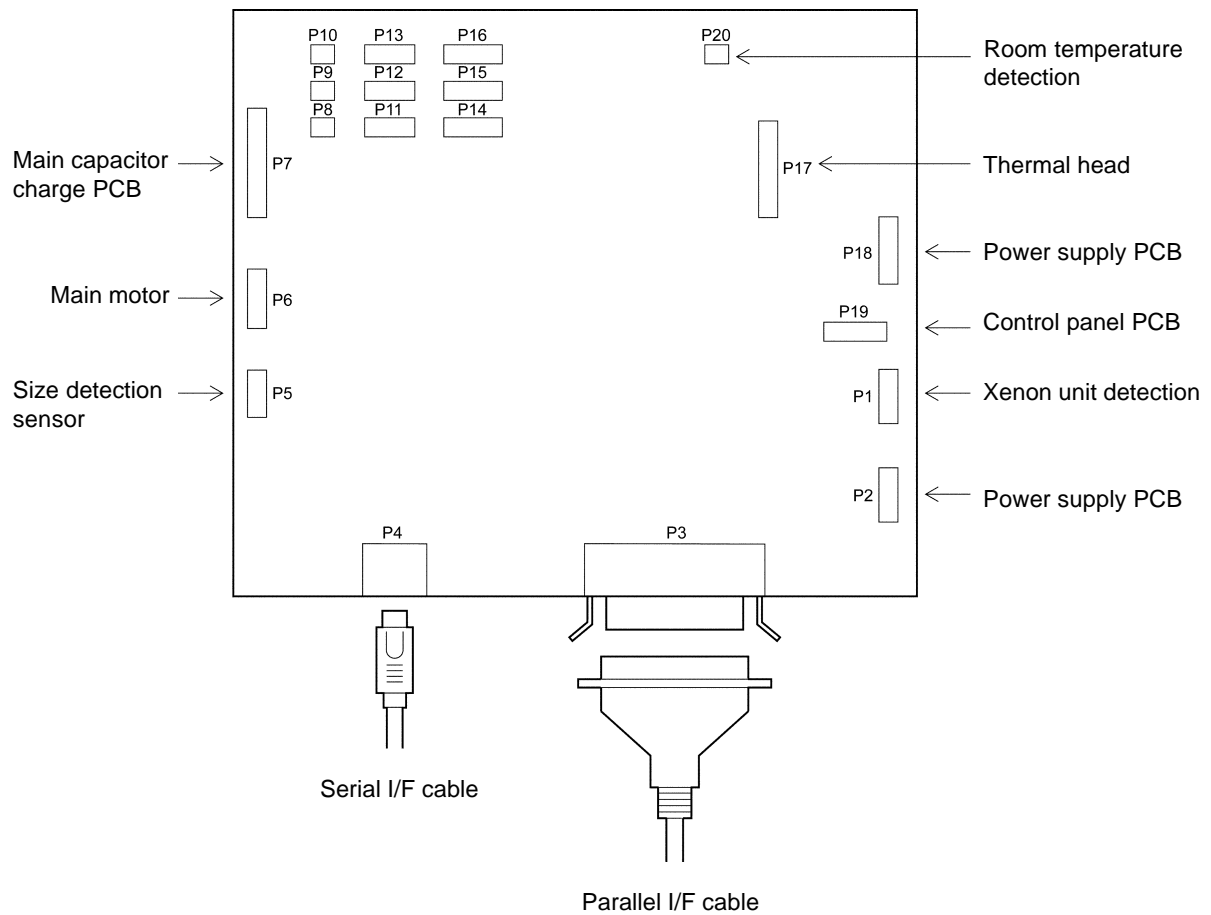 P10
P13
P16
P20
Room temperature
detection
P9
P12
P15
P8
P11
P14
Main capacitor
charge PCB
P7
P17
Thermal head
P18
Power supply PCB
Main motor
P6
P19
Control panel PCB
Size detection
sensor
P5
P1
Xenon unit detection
P2
Power supply PCB
P4
P3
Serial I/F cable
Parallel I/F cable